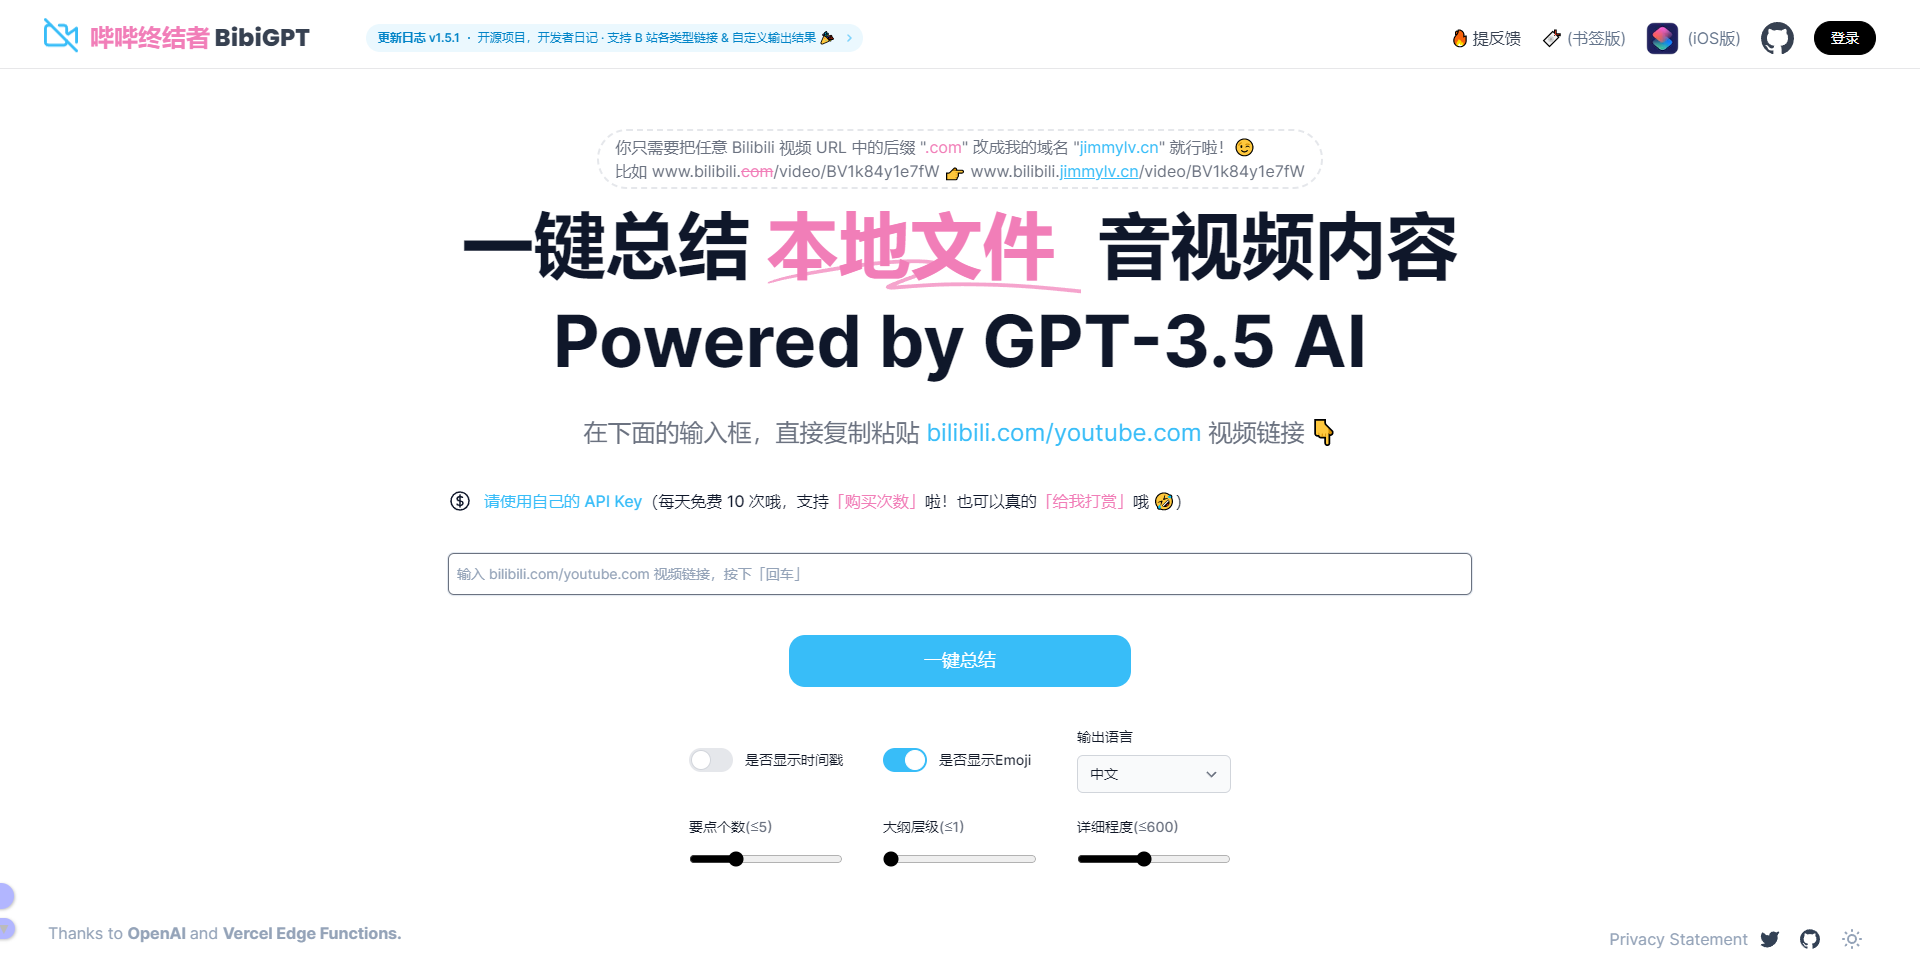 哔哔终结者 BibiGPT
更新日志 v1.5.1 · 开源项目，开发者日记 · 支持 B 站各类型链接 & 自定义输出结果 🎉
🔥 提反馈
(书签版)
(iOS版)
登录
你只需要把任意 Bilibili 视频 URL 中的后缀 ".com" 改成我的域名 "jimmylv.cn" 就行啦！😉
比如 www.bilibili.com/video/BV1k84y1e7fW 👉 www.bilibili.jimmylv.cn/video/BV1k84y1e7fW
一键总结 本地文件 音视频内容
Powered by GPT-3.5 AI
在下面的输入框，直接复制粘贴 bilibili.com/youtube.com 视频链接 👇
请使用自己的 API Key（每天免费 10 次哦，支持「购买次数」啦！也可以真的「给我打赏」哦 🤣）
输入 bilibili.com/youtube.com 视频链接，按下「回车」
一键总结
是否显示时间戳
是否显示Emoji
输出语言
中文
要点个数(≤5)
大纲层级(≤1)
详细程度(≤600)
Thanks to OpenAI and Vercel Edge Functions.
Privacy Statement